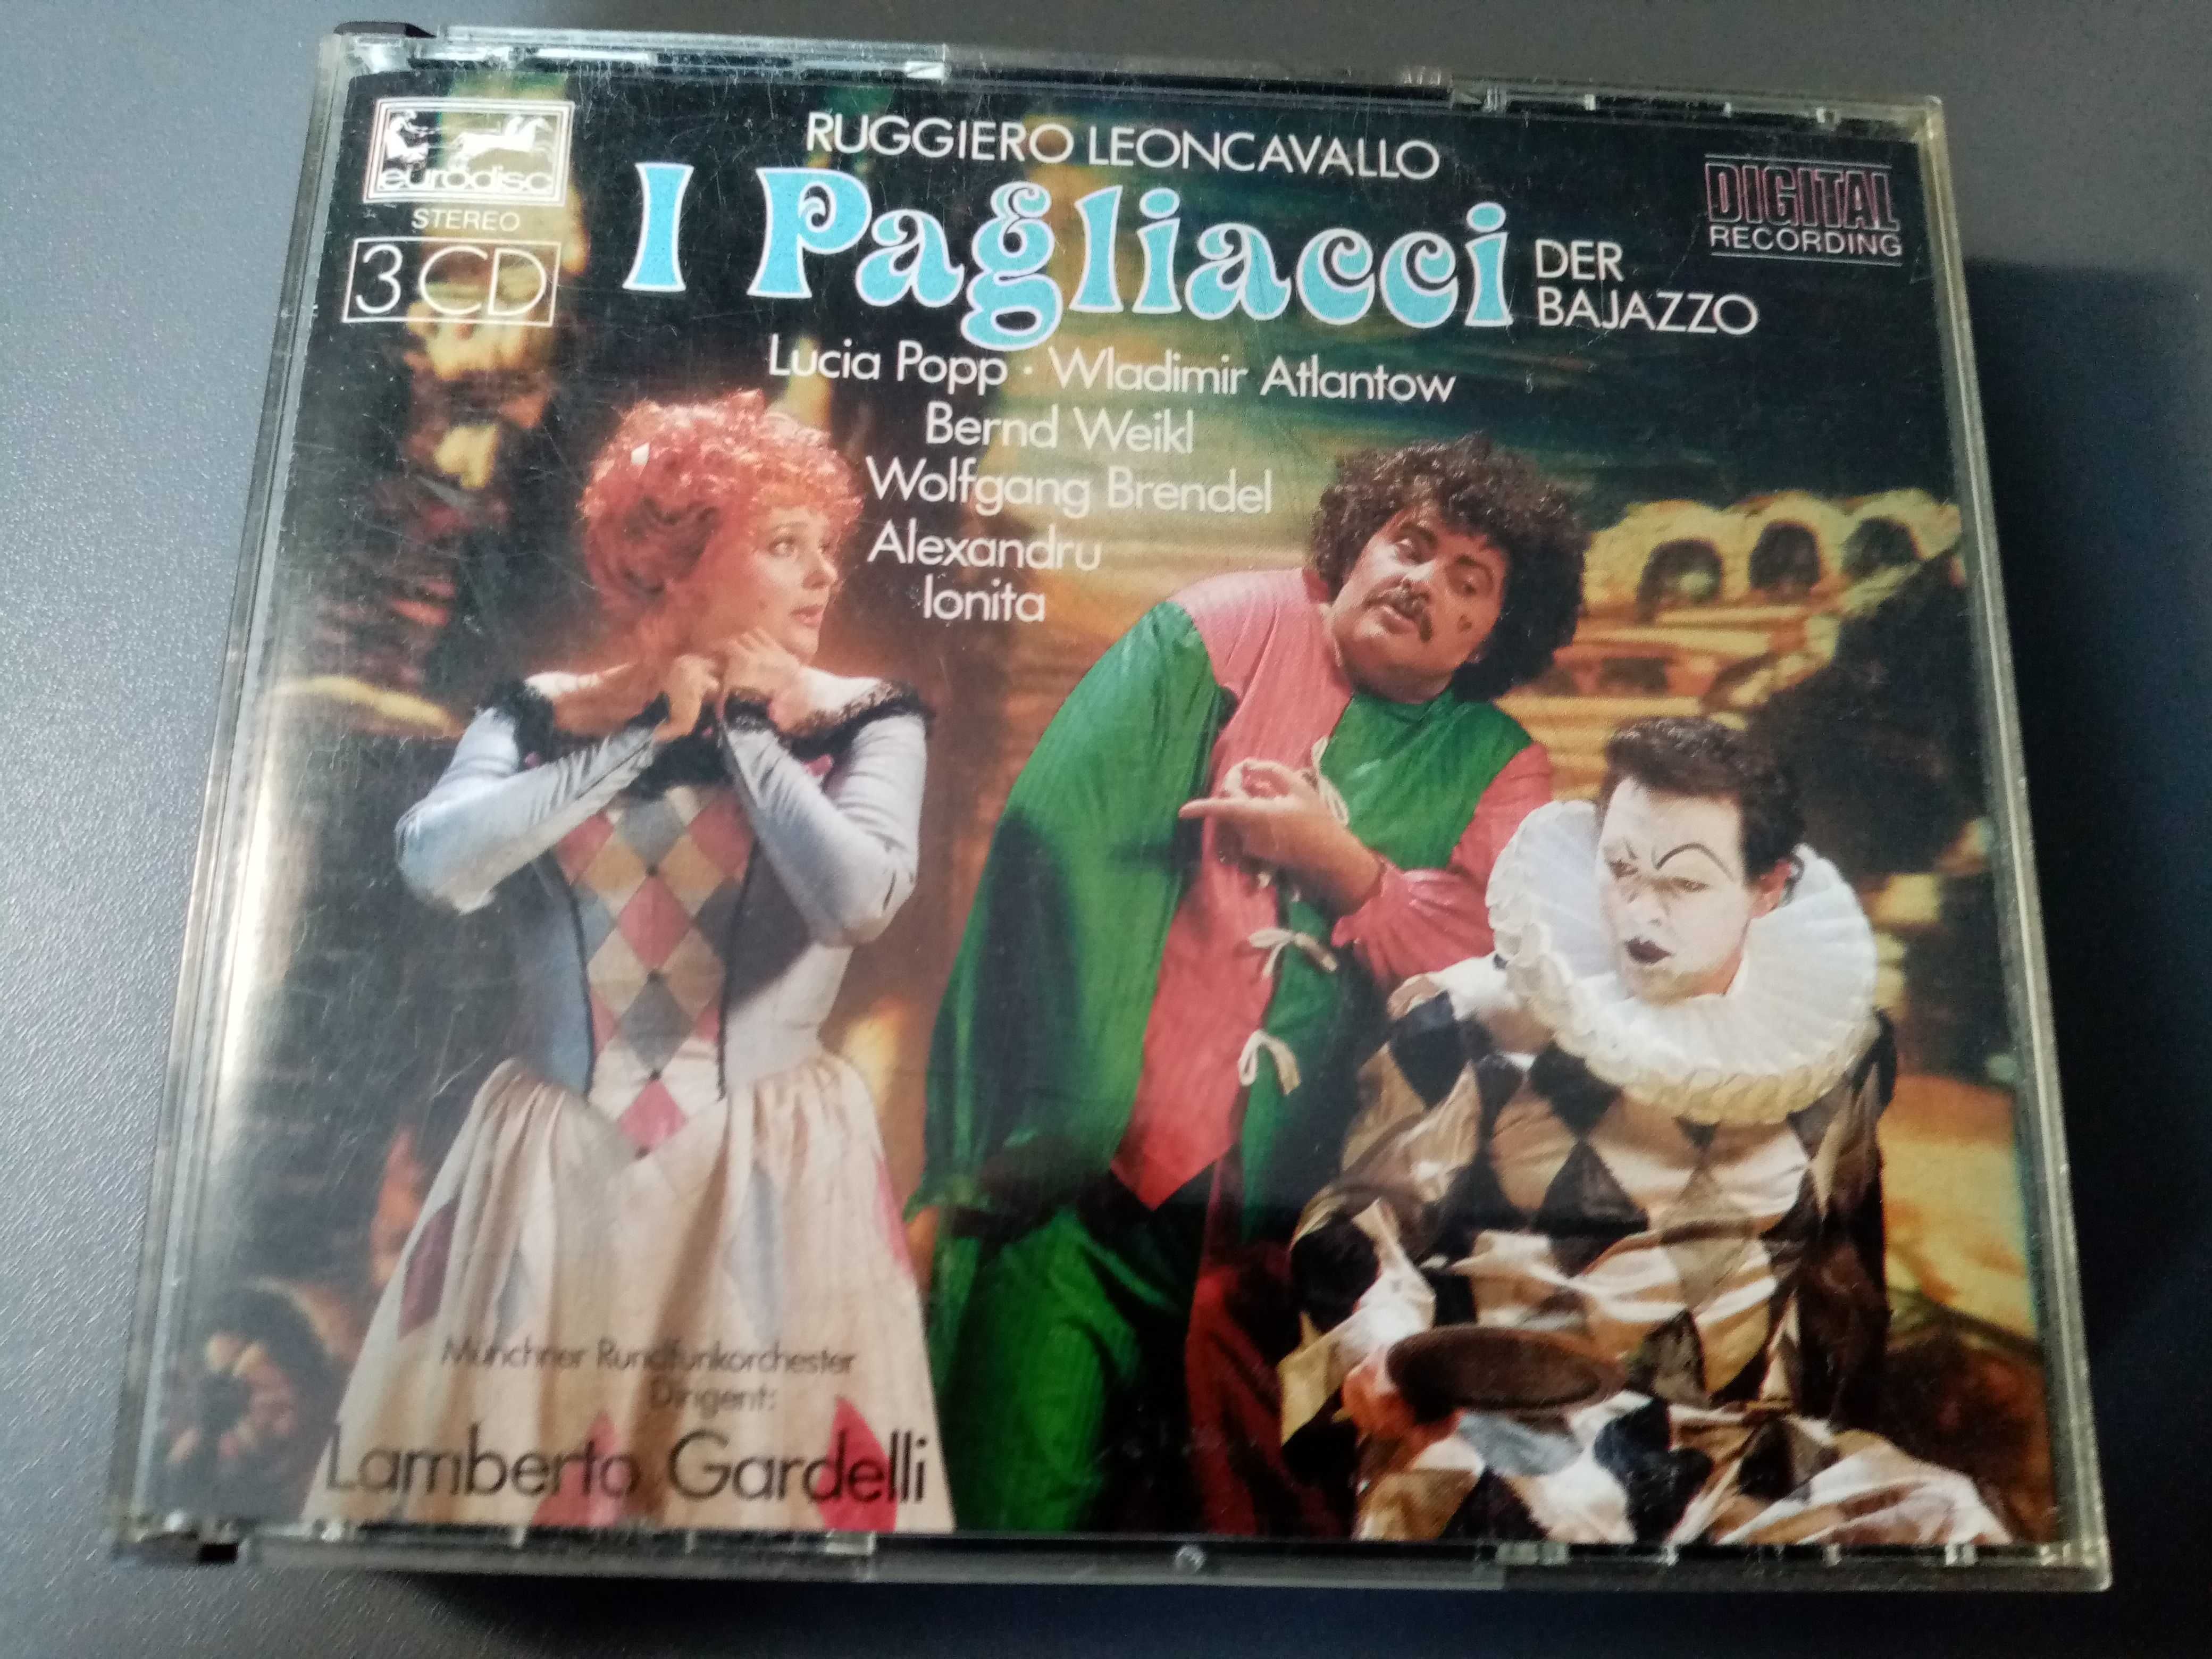 eurodisc
STEREO
3 CD
RUGGIERO LEONCAVALLO
I Pagliacci
DER
BAJAZZO
DIGITAL
RECORDING
Lucia Popp · Wladimir Atlantow
Bernd Weikl
Wolfgang Brendel
Alexandru
Ionita
Münchner Rundfunkorchester
Dirigent:
Lamberto Gardelli